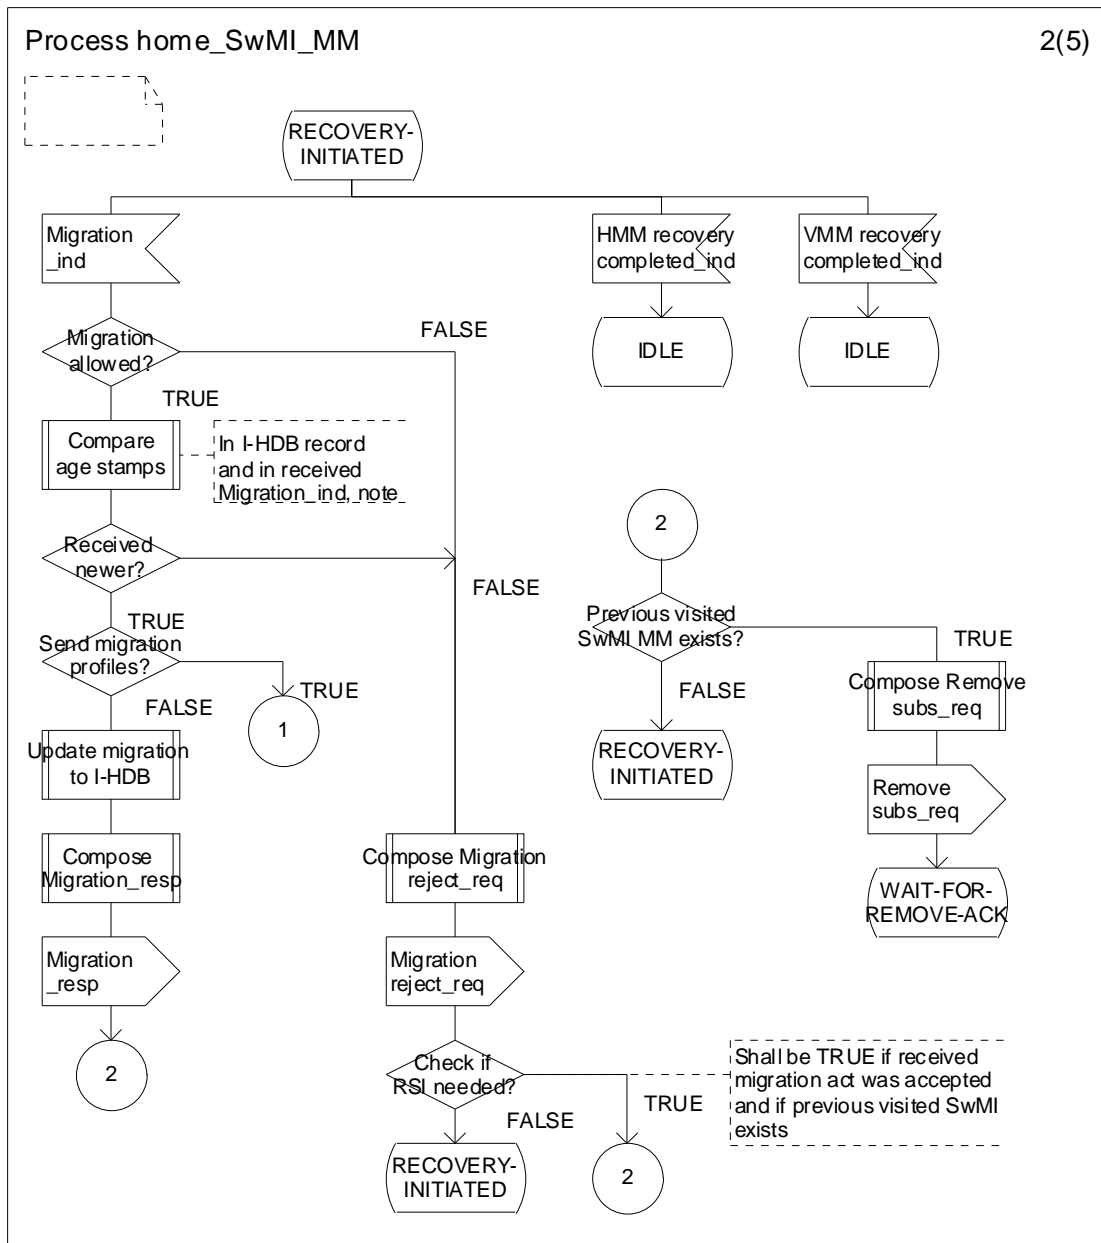 Process home_SwMI_MM
2(5)
RECOVERY-
INITIATED
Migration
_ind
HMM recovery
completed_ind
VMM recovery
completed_ind
Migration
allowed?
FALSE
IDLE
IDLE
TRUE
Compare
age stamps
In I-HDB record
and in received
Migration_ind, note
2
Received
newer?
FALSE
TRUE
Previous visited
SwMI MM exists?
TRUE
Send migration
profiles?
TRUE
FALSE
1
FALSE
Compose Remove
subs_req
Update migration
to I-HDB
RECOVERY-
INITIATED
Remove
subs_req
Compose
Migration_resp
Compose Migration
reject_req
WAIT-FOR-
REMOVE-ACK
Migration
_resp
Migration
reject_req
2
Check if
RSI needed?
TRUE
FALSE
Shall be TRUE if received
migration act was accepted
and if previous visited SwMI
exists
RECOVERY-
INITIATED
2